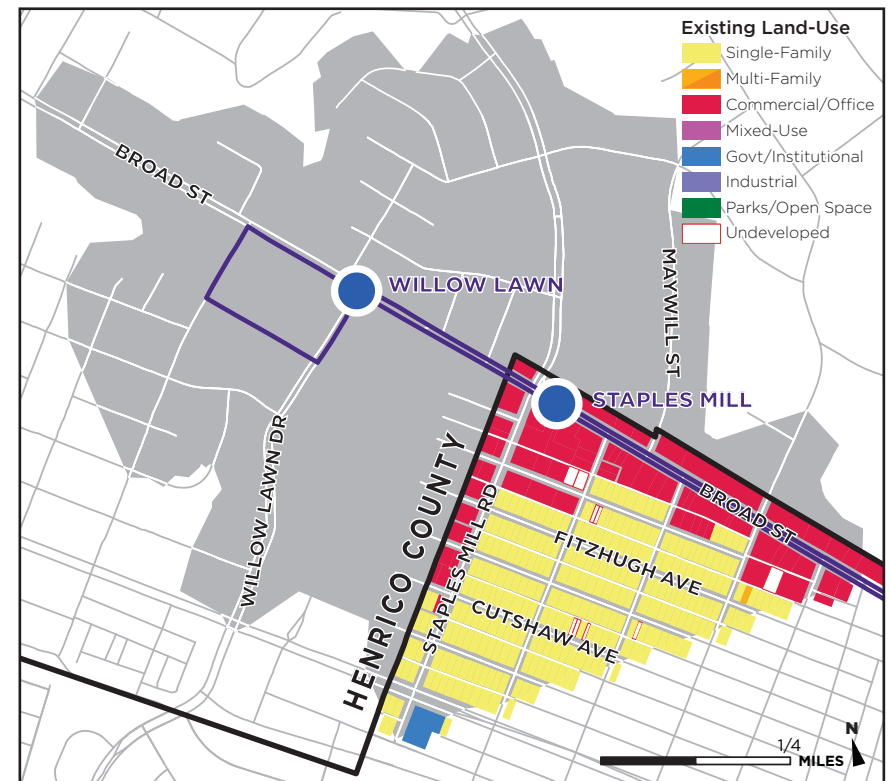 Existing Land-Use
Single-Family
Multi-Family
Commercial/Office
Mixed-Use
Govt/Institutional
Industrial
Parks/Open Space
Undeveloped
BROAD ST
WILLOW LAWN
MAYWILL ST
STAPLES MILL
WILLOW LAWN DR
HENRICO COUNTY
STAPLES MILL RD
BROAD ST
FITZHUGH AVE
CUTSHAW AVE
1/4
MILES
N